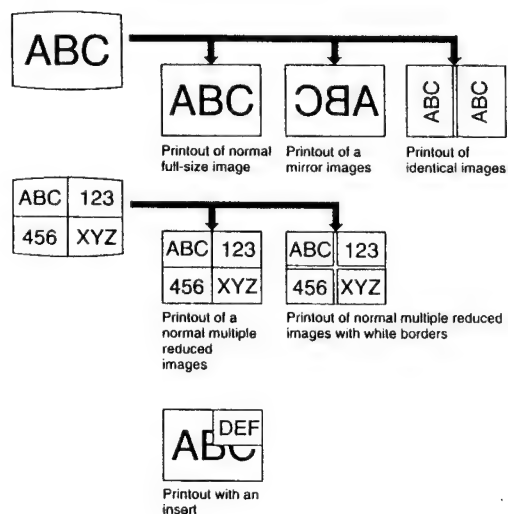 ABC
ABC
ABC
ABC
ABC
Printout of normal
full-size image
Printout of a
mirror images
Printout of
identical images
ABC 123
456 XYZ
ABC 123
456 XYZ
ABC 123
456 XYZ
Printout of a
normal multiple
reduced
images
Printout of normal multiple reduced
images with white borders
ABC
DEF
Printout with an
insert